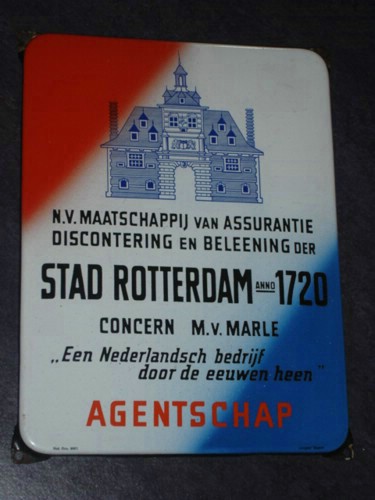 N.V. MAATSCHAPPIJ VAN ASSURANTIE
DISCONTERING EN BELEENING DER
STAD ROTTERDAM ANNO 1720
CONCERN M.v. MARLE
„Een Nederlandsch bedrijf
door de eeuwen heen"
AGENTSCHAP